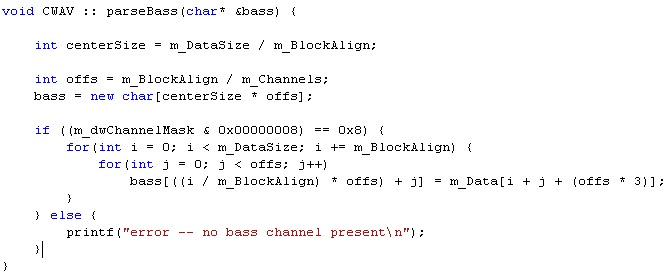 void CWAV :: parseBass(char* &bass) {
int centerSize = m_DataSize / m_BlockAlign;
int offs = m_BlockAlign / m_Channels;
bass = new char[centerSize * offs];
if ((m_dwChannelMask & 0x00000008) == 0x8) {
for(int i = 0; i < m_DataSize; i += m_BlockAlign) {
for(int j = 0; j < offs; j++)
bass[((i / m_BlockAlign) * offs) + j] = m_Data[i + j + (offs * 3)];
}
} else {
printf("error -- no bass channel present\n");
}
}